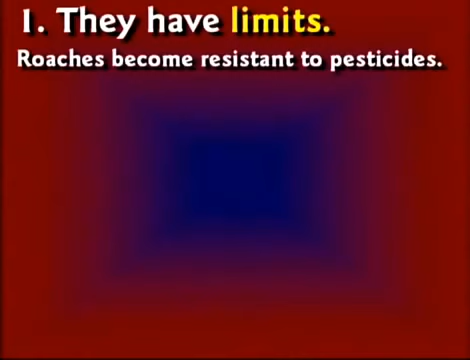 1. They have limits.
Roaches become resistant to pesticides.